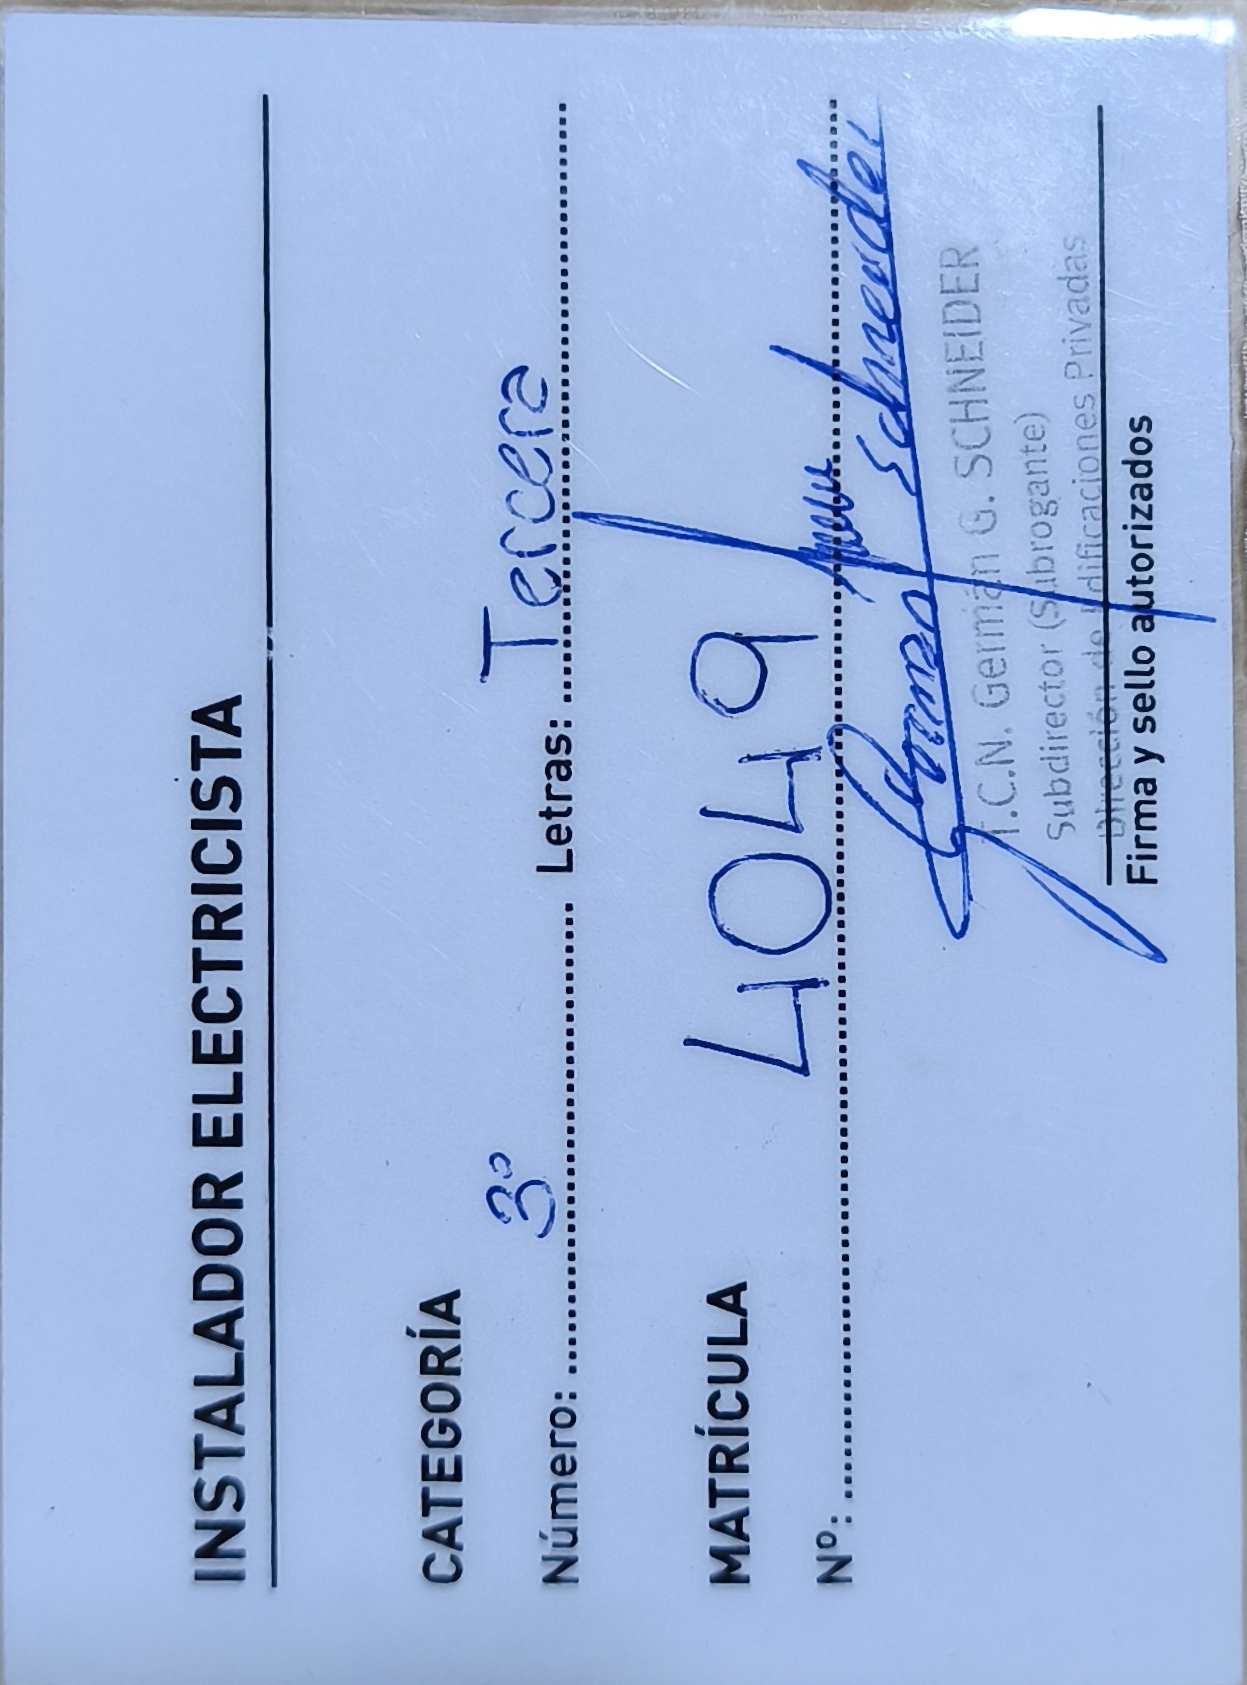 INSTALADOR ELECTRICISTA
CATEGORÍA
Número: 3º Letras: Tercera
MATRÍCULA
Nº: 4049
T.C.N. Germán G. SCHNEIDER
Subdirector (Subrogante)
Dirección de Edificaciones Privadas
Firma y sello autorizados